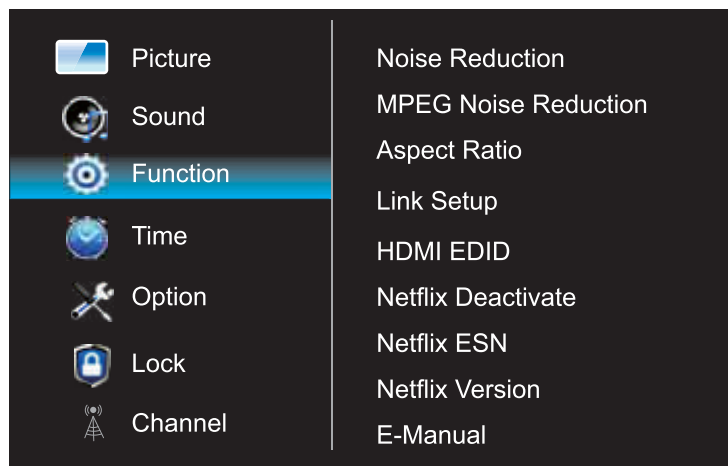 Picture
Sound
Function
Time
Option
Lock
Channel
Noise Reduction
MPEG Noise Reduction
Aspect Ratio
Link Setup
HDMI EDID
Netflix Deactivate
Netflix ESN
Netflix Version
E-Manual